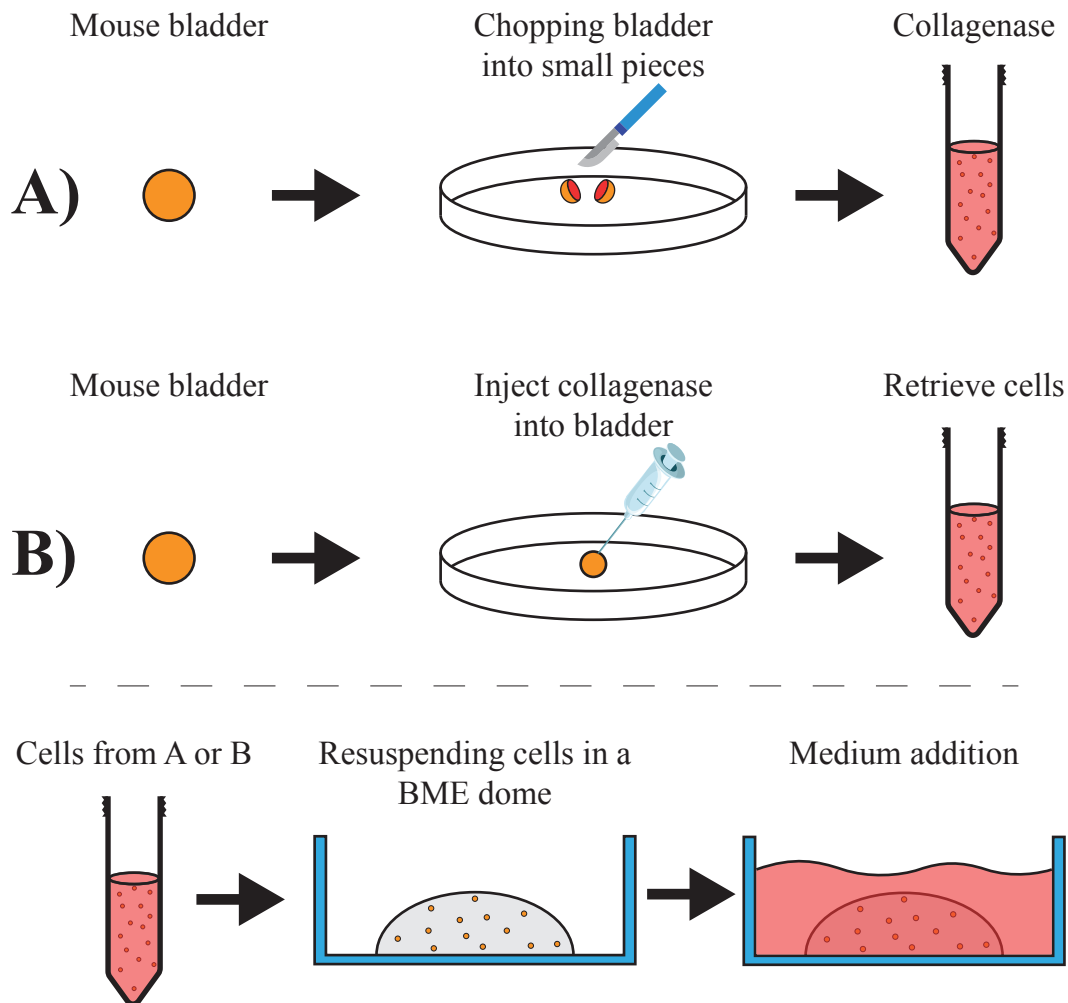 Mouse bladder
Chopping bladder
into small pieces
Collagenase
A)
Mouse bladder
Inject collagenase
into bladder
Retrieve cells
B)
Cells from A or B
Resuspending cells in a
BME dome
Medium addition